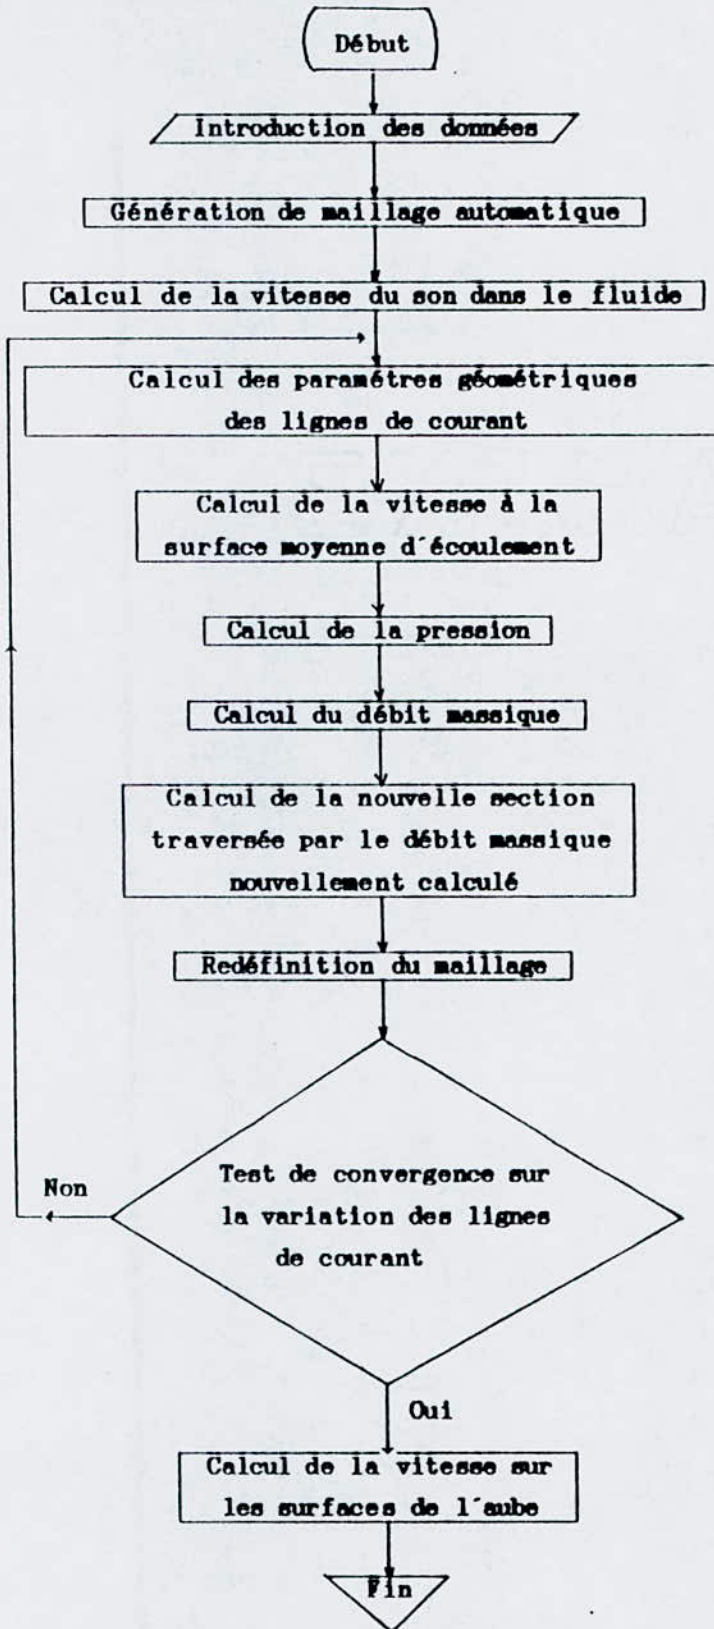 Début
Introduction des données
Génération de maillage automatique
Calcul de la vitesse du son dans le fluide
Calcul des paramétres géométriques
des lignes de courant
Calcul de la vitesse à la
surface moyenne d´écoulement
Calcul de la pression
Calcul du débit massique
Calcul de la nouvelle section
traversée par le débit massique
nouvellement calculé
Redéfinition du maillage
Test de convergence sur
la variation des lignes
de courant
Non
Oui
Calcul de la vitesse sur
les surfaces de l´aube
Fin